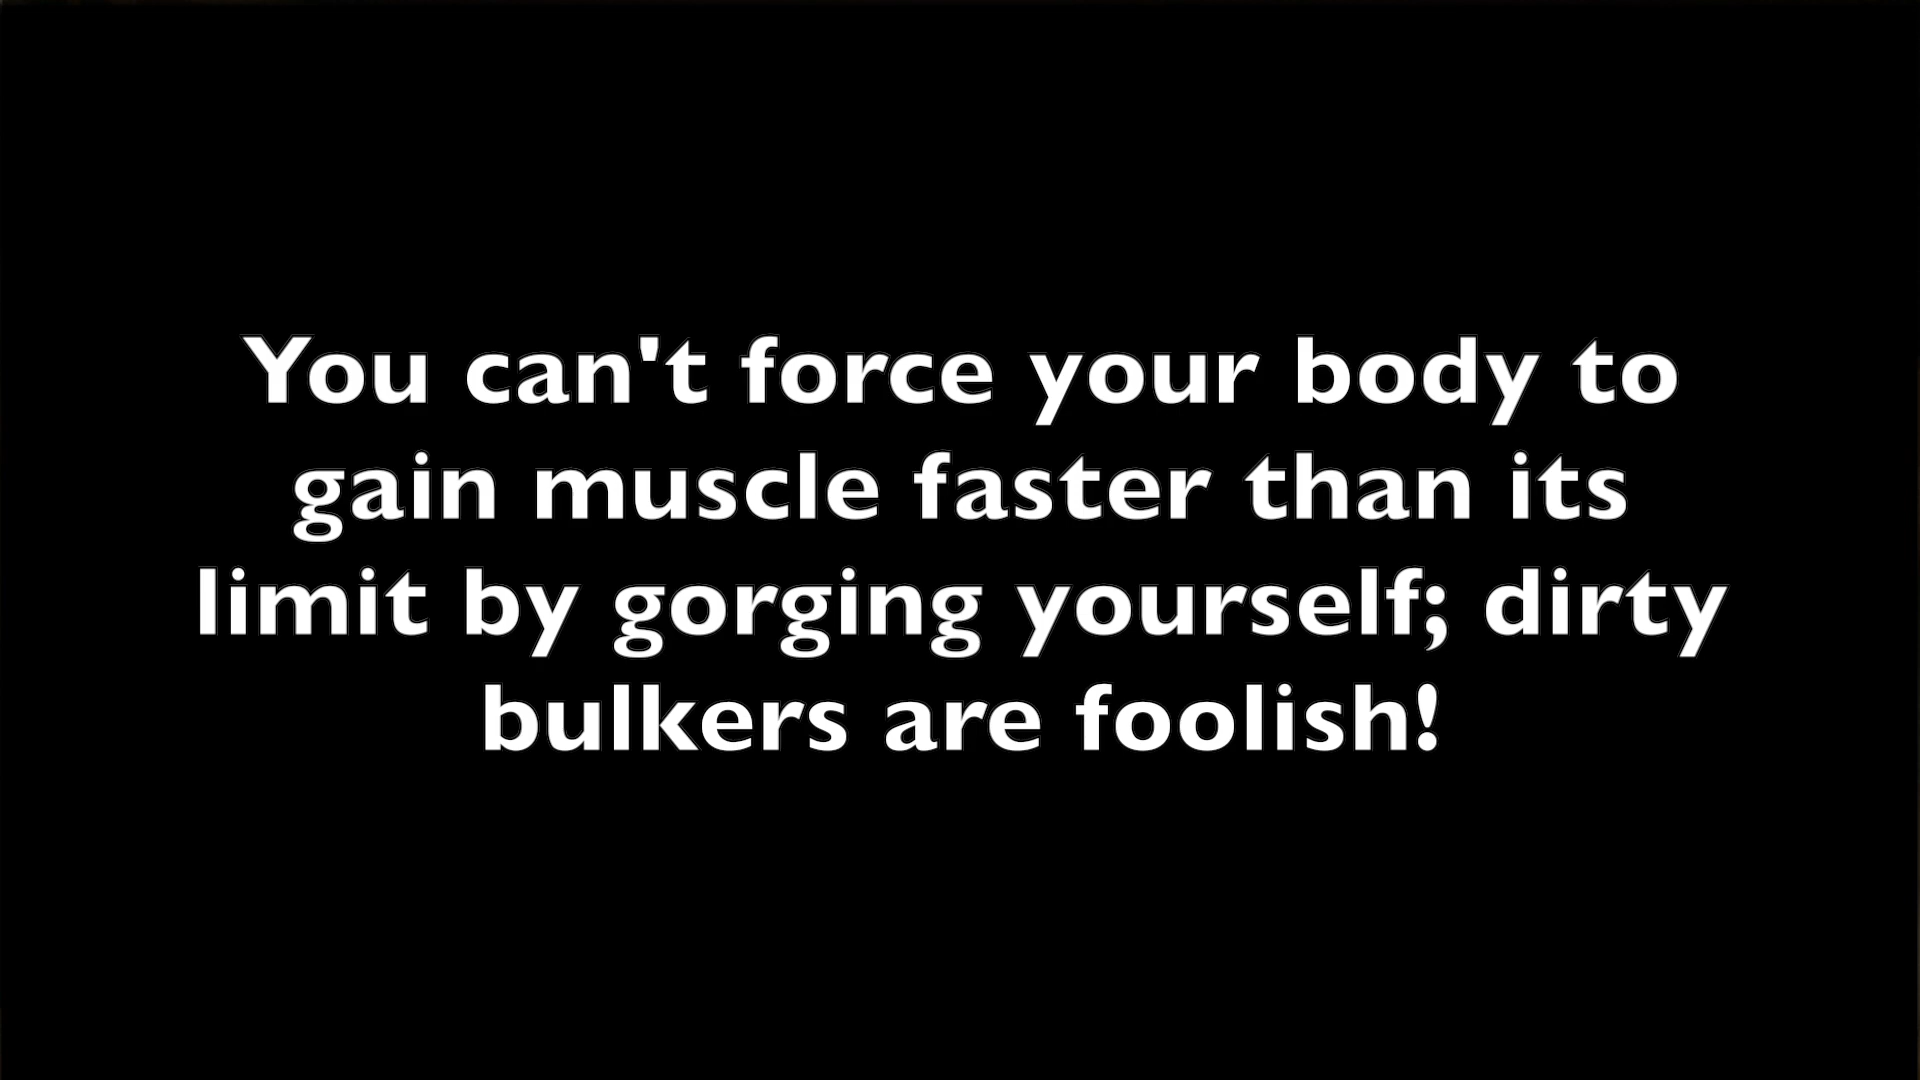 You can't force your body to
gain muscle faster than its
limit by gorging yourself; dirty
bulkers are foolish!